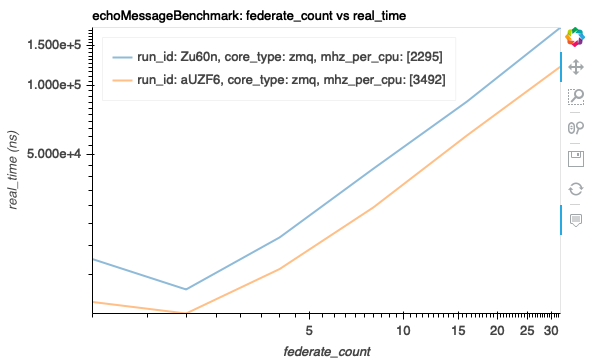 echoMessageBenchmark: federate_count vs real_time
run_id: Zu60n, core_type: zmq, mhz_per_cpu: [2295]
run_id: aUZF6, core_type: zmq, mhz_per_cpu: [3492]
1.500e+5
1.000e+5
5.000e+4
real_time (ns)
5 10 15 20 25 30
federate_count